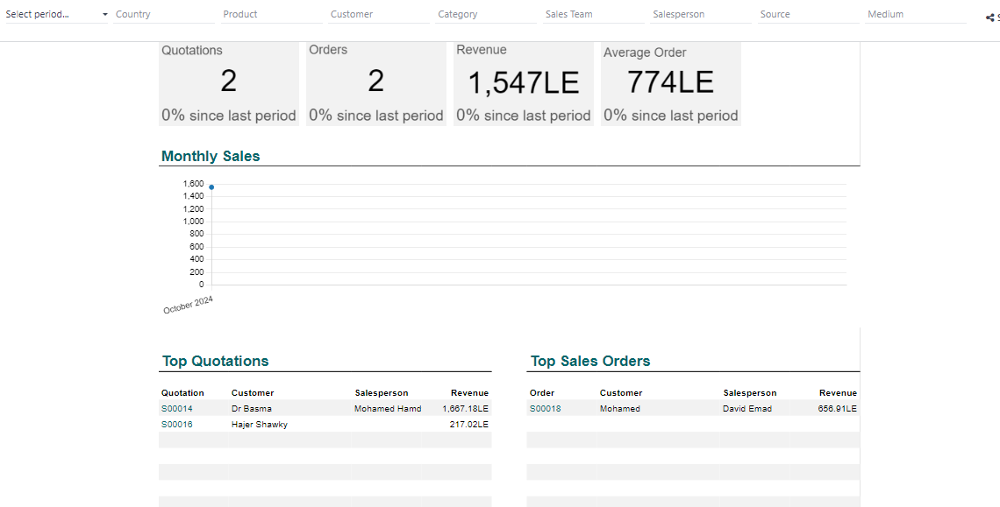 Select period... Country Product Customer Category Sales Team Salesperson Source Medium
Quotations Orders Revenue Average Order
2 2 1,547LE 774LE
0% since last period 0% since last period 0% since last period 0% since last period
Monthly Sales
1,600
1,400
1,200
1,000
800
600
400
200
0
October 2024
Top Quotations
Quotation Customer Salesperson Revenue
S00014 Dr Basma Mohamed Hamd 1,667.18LE
S00016 Hajer Shawky 217.02LE
Top Sales Orders
Order Customer Salesperson Revenue
S00018 Mohamed David Emad 656.91LE